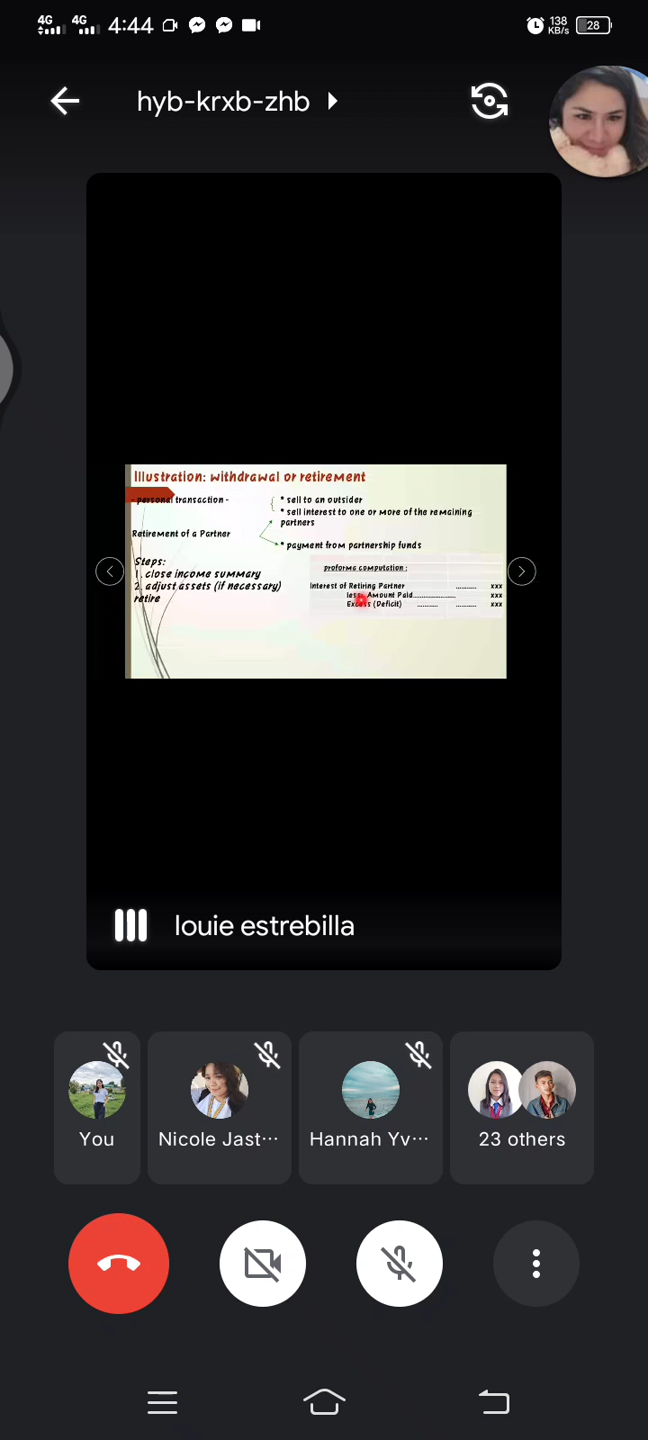 4G 4G 4:44 138 KB/s 28
hyb-krxb-zhb
Illustration: withdrawal or retirement
- personal transaction -
* sell to an outsider
* sell interest to one or more of the remaining
partners
Retirement of a Partner
* payment from partnership funds
Steps:
1. close income summary
2. adjust assets (if necessary)
retire
proforma computation :
Interest of Retiring Partner ........... xxx
less: Amount Paid..................... xxx
Excess (Deficit) ........... ........... xxx
louie estrebilla
You
Nicole Jast...
Hannah Yv...
23 others